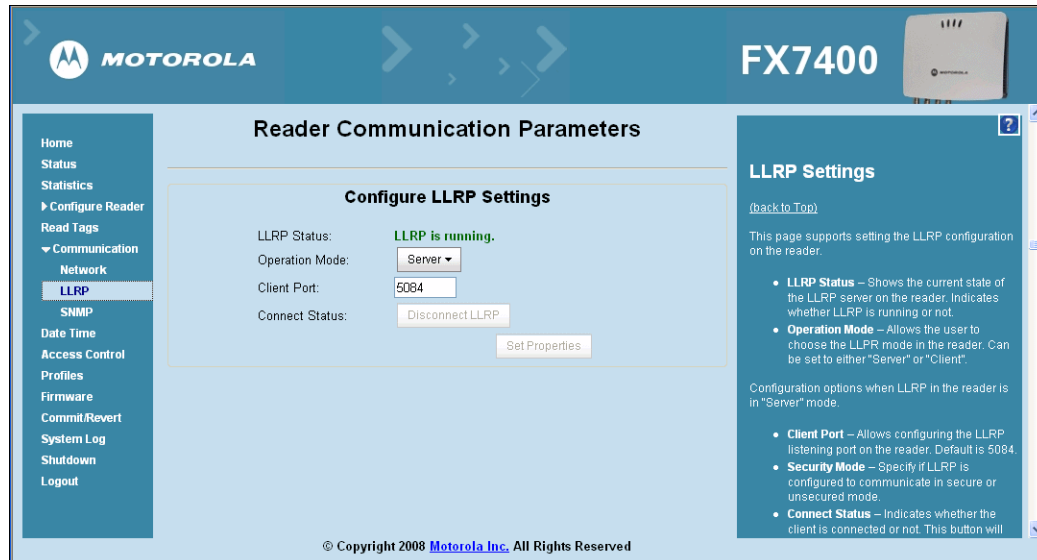 MOTOROLA
FX7400
MOTOROLA
Home
Status
Statistics
Configure Reader
Read Tags
Communication
Network
LLRP
SNMP
Date Time
Access Control
Profiles
Firmware
Commit/Revert
System Log
Shutdown
Logout
Reader Communication Parameters
Configure LLRP Settings
LLRP Status: LLRP is running.
Operation Mode: Server
Client Port: 5084
Connect Status: Disconnect LLRP
Set Properties
?
LLRP Settings
(back to Top)
This page supports setting the LLRP configuration
on the reader.
• LLRP Status – Shows the current state of
the LLRP server on the reader. Indicates
whether LLRP is running or not.
• Operation Mode – Allows the user to
choose the LLPR mode in the reader. Can
be set to either "Server" or "Client".
Configuration options when LLRP in the reader is
in "Server" mode.
• Client Port – Allows configuring the LLRP
listening port on the reader. Default is 5084.
• Security Mode – Specify if LLRP is
configured to communicate in secure or
unsecured mode.
• Connect Status – Indicates whether the
client is connected or not. This button will
© Copyright 2008 Motorola Inc. All Rights Reserved